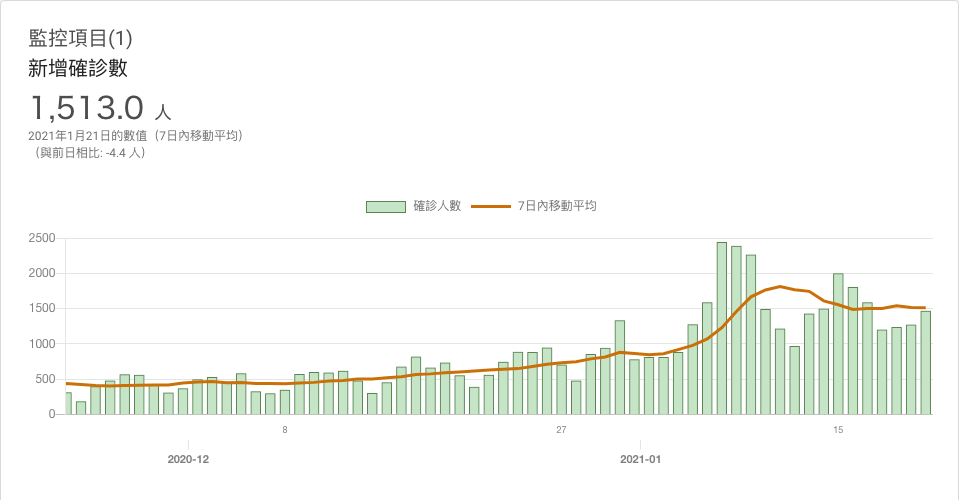 監控項目(1)
新增確診數
1,513.0 人
2021年1月21日的數值（7日內移動平均）
（與前日相比: -4.4 人）
確診人數 7日內移動平均
2500
2000
1500
1000
500
0
8 27 15
2020-12 2021-01